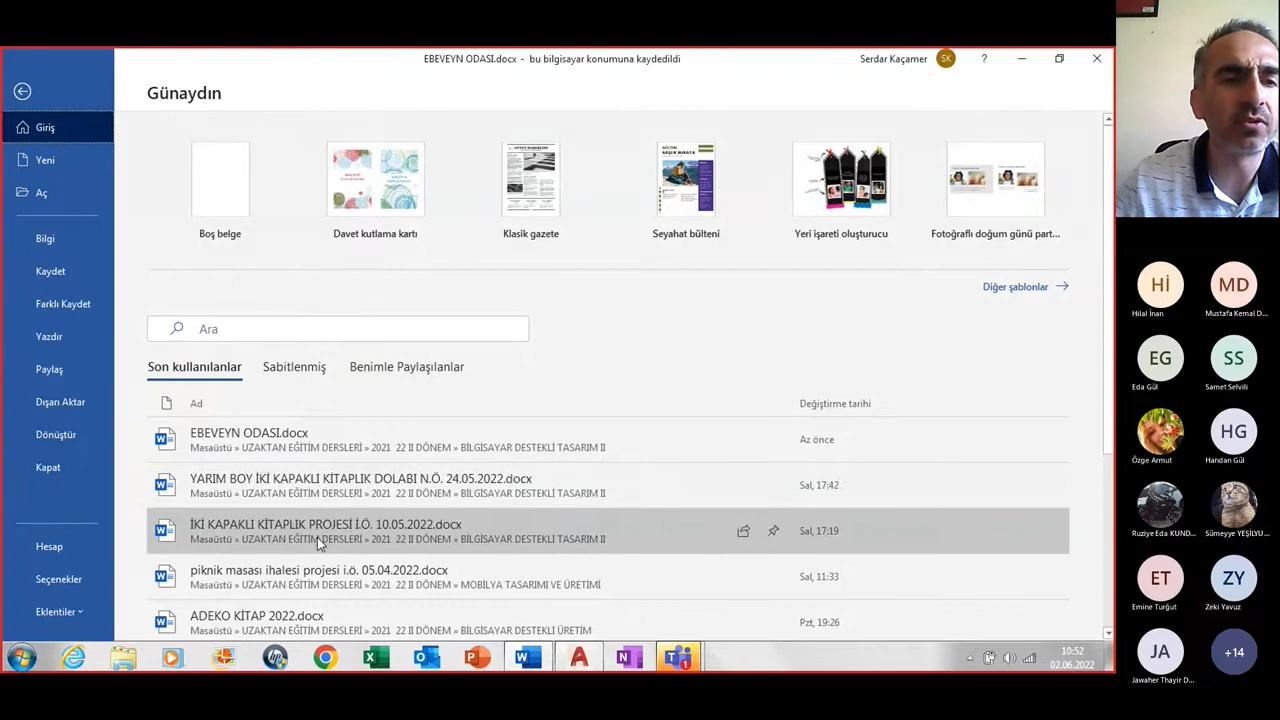 EBEVEYN ODASI.docx - bu bilgisayar konumuna kaydedildi
Serdar Kaçamer
SK
?
Günaydın
Giriş
Yeni
Aç
Bilgi
Kaydet
Farklı Kaydet
Yazdır
Paylaş
Dışarı Aktar
Dönüştür
Kapat
Hesap
Seçenekler
Eklentiler
Boş belge
Davet kutlama kartı
Klasik gazete
Seyahat bülteni
Yeri işareti oluşturucu
Fotoğraflı doğum günü part...
Diğer şablonlar
Ara
Son kullanılanlar
Sabitlenmiş
Benimle Paylaşılanlar
Ad
Değiştirme tarihi
EBEVEYN ODASI.docx
Masaüstü » UZAKTAN EĞİTİM DERSLERİ » 2021 22 II DÖNEM » BİLGİSAYAR DESTEKLİ TASARIM II
Az önce
YARIM BOY İKİ KAPAKLI KİTAPLIK DOLABI N.Ö. 24.05.2022.docx
Masaüstü » UZAKTAN EĞİTİM DERSLERİ » 2021 22 II DÖNEM » BİLGİSAYAR DESTEKLİ TASARIM II
Sal, 17:42
İKİ KAPAKLI KİTAPLIK PROJESİ İ.Ö. 10.05.2022.docx
Masaüstü » UZAKTAN EĞİTİM DERSLERİ » 2021 22 II DÖNEM » BİLGİSAYAR DESTEKLİ TASARIM II
Sal, 17:19
piknik masası ihalesi projesi i.ö. 05.04.2022.docx
Masaüstü » UZAKTAN EĞİTİM DERSLERİ » 2021 22 II DÖNEM » MOBİLYA TASARIMI VE ÜRETİMİ
Sal, 11:33
ADEKO KİTAP 2022.docx
Masaüstü » UZAKTAN EĞİTİM DERSLERİ » 2021 22 II DÖNEM » BİLGİSAYAR DESTEKLİ ÜRETİM
Pzt, 19:26
10:52
02.06.2022
Hİ
Hilal İnan
MD
Mustafa Kemal D...
EG
Eda Gül
SS
Samet Selvili
Özge Armut
HG
Handan Gül
Ruziye Eda KUND...
Sümeyye YEŞİLYU...
ET
Emine Turğut
ZY
Zeki Yavuz
JA
Jawaher Thayir D...
+14